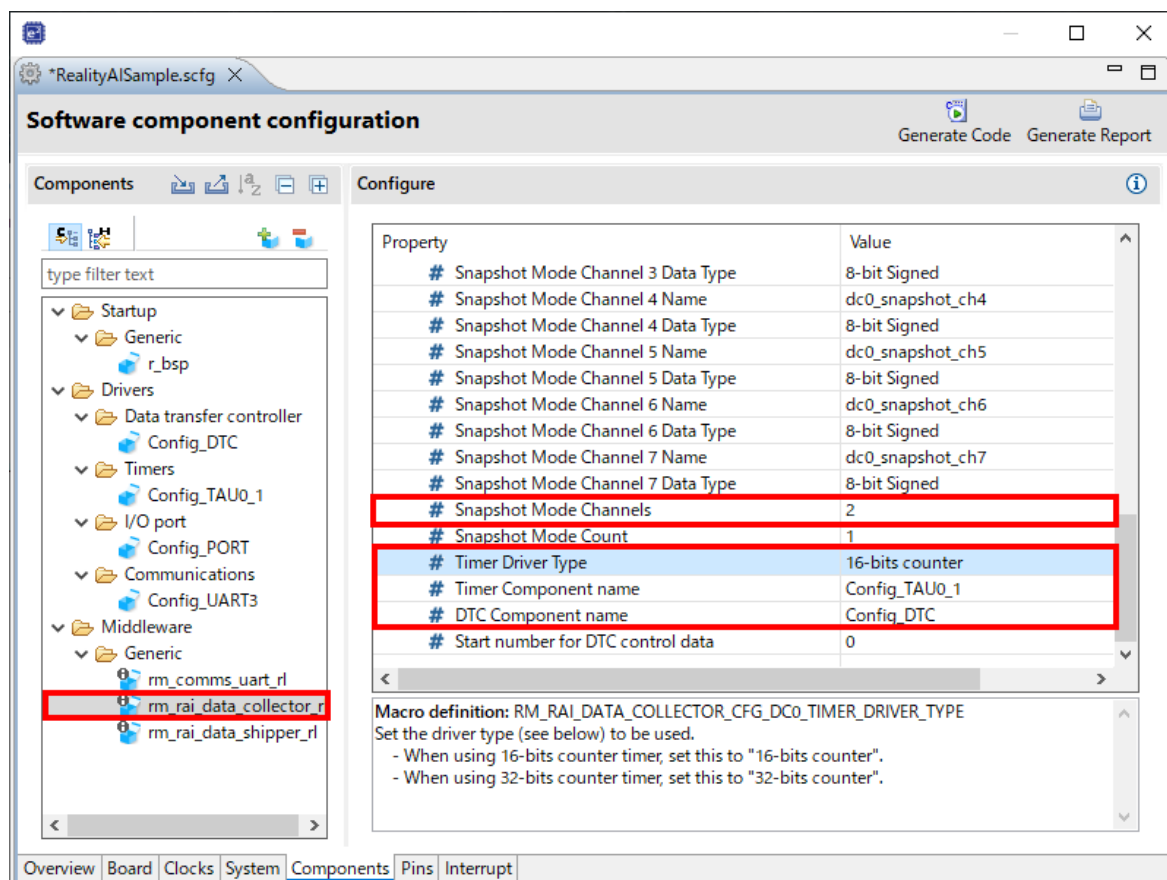 *RealityAISample.scfg
Software component configuration
Generate Code Generate Report
Components
Configure
type filter text
Startup
Generic
r_bsp
Drivers
Data transfer controller
Config_DTC
Timers
Config_TAU0_1
I/O port
Config_PORT
Communications
Config_UART3
Middleware
Generic
rm_comms_uart_rl
rm_rai_data_collector_r
rm_rai_data_shipper_rl
Property Value
# Snapshot Mode Channel 3 Data Type 8-bit Signed
# Snapshot Mode Channel 4 Name dc0_snapshot_ch4
# Snapshot Mode Channel 4 Data Type 8-bit Signed
# Snapshot Mode Channel 5 Name dc0_snapshot_ch5
# Snapshot Mode Channel 5 Data Type 8-bit Signed
# Snapshot Mode Channel 6 Name dc0_snapshot_ch6
# Snapshot Mode Channel 6 Data Type 8-bit Signed
# Snapshot Mode Channel 7 Name dc0_snapshot_ch7
# Snapshot Mode Channel 7 Data Type 8-bit Signed
# Snapshot Mode Channels 2
# Snapshot Mode Count 1
# Timer Driver Type 16-bits counter
# Timer Component name Config_TAU0_1
# DTC Component name Config_DTC
# Start number for DTC control data 0
Macro definition: RM_RAI_DATA_COLLECTOR_CFG_DC0_TIMER_DRIVER_TYPE
Set the driver type (see below) to be used.
- When using 16-bits counter timer, set this to "16-bits counter".
- When using 32-bits counter timer, set this to "32-bits counter".
Overview Board Clocks System Components Pins Interrupt